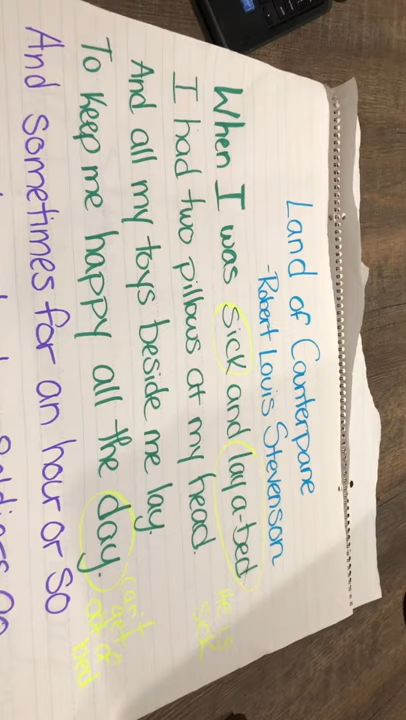 Land of Counterpane
-Robert Louis Stevenson
When I was sick and lay a-bed
he is sick
I had two pillows at my head.
And all my toys beside me lay.
To keep me happy all the day.
can't get of out bed
And sometimes for an hour or so